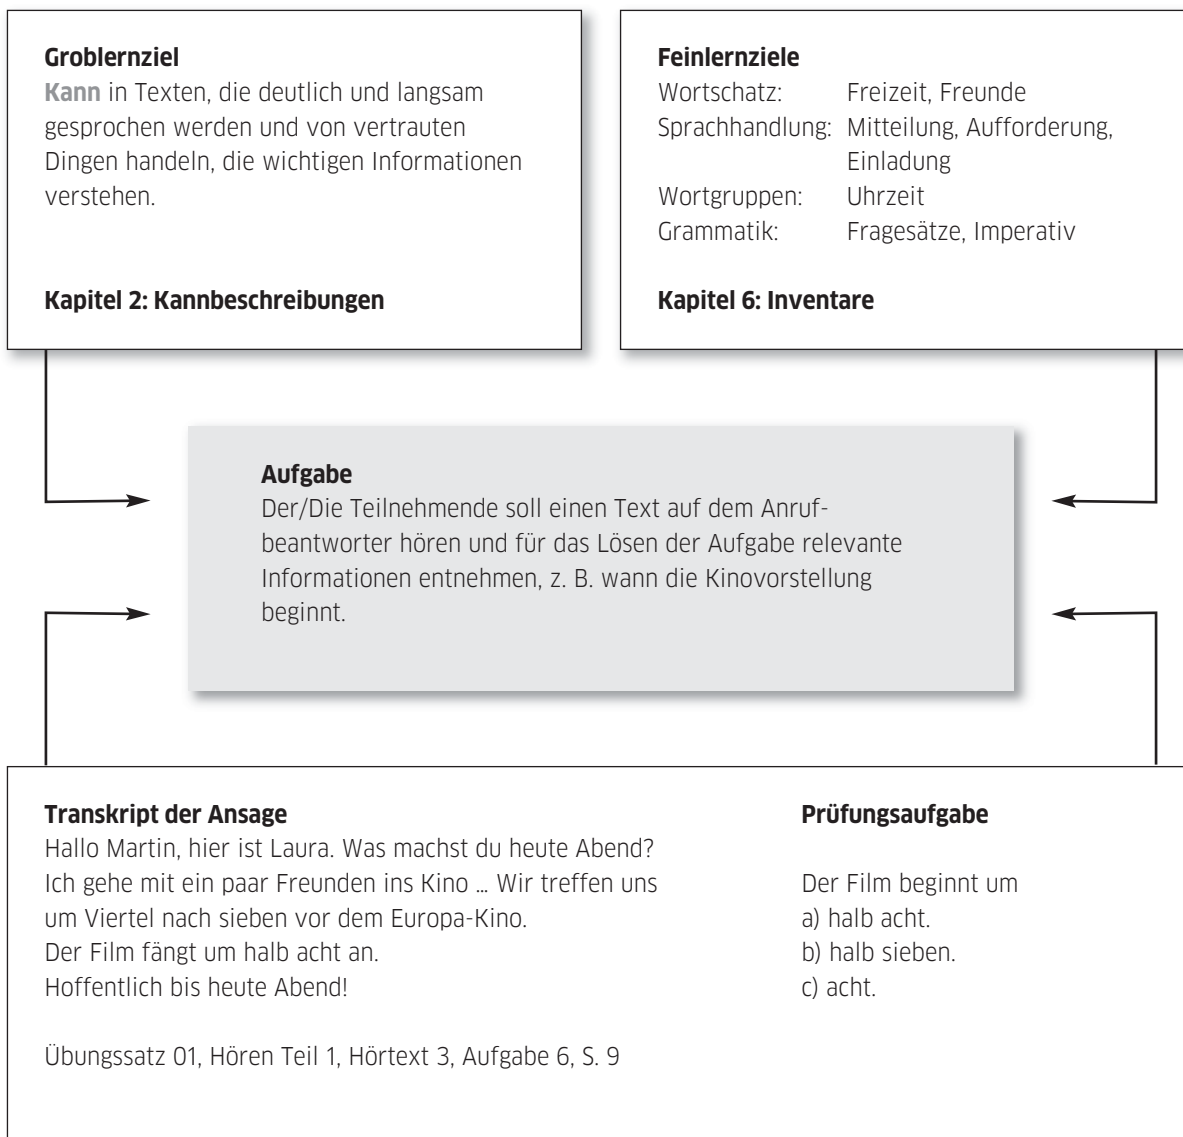 Groblernziel
Kann in Texten, die deutlich und langsam
gesprochen werden und von vertrauten
Dingen handeln, die wichtigen Informationen
verstehen.
Kapitel 2: Kannbeschreibungen
Feinlernziele
Wortschatz: Freizeit, Freunde
Sprachhandlung: Mitteilung, Aufforderung,
Einladung
Wortgruppen: Uhrzeit
Grammatik: Fragesätze, Imperativ
Kapitel 6: Inventare
Aufgabe
Der/Die Teilnehmende soll einen Text auf dem Anruf-
beantworter hören und für das Lösen der Aufgabe relevante
Informationen entnehmen, z. B. wann die Kinovorstellung
beginnt.
Transkript der Ansage
Hallo Martin, hier ist Laura. Was machst du heute Abend?
Ich gehe mit ein paar Freunden ins Kino … Wir treffen uns
um Viertel nach sieben vor dem Europa-Kino.
Der Film fängt um halb acht an.
Hoffentlich bis heute Abend!
Übungssatz 01, Hören Teil 1, Hörtext 3, Aufgabe 6, S. 9
Prüfungsaufgabe
Der Film beginnt um
a) halb acht.
b) halb sieben.
c) acht.